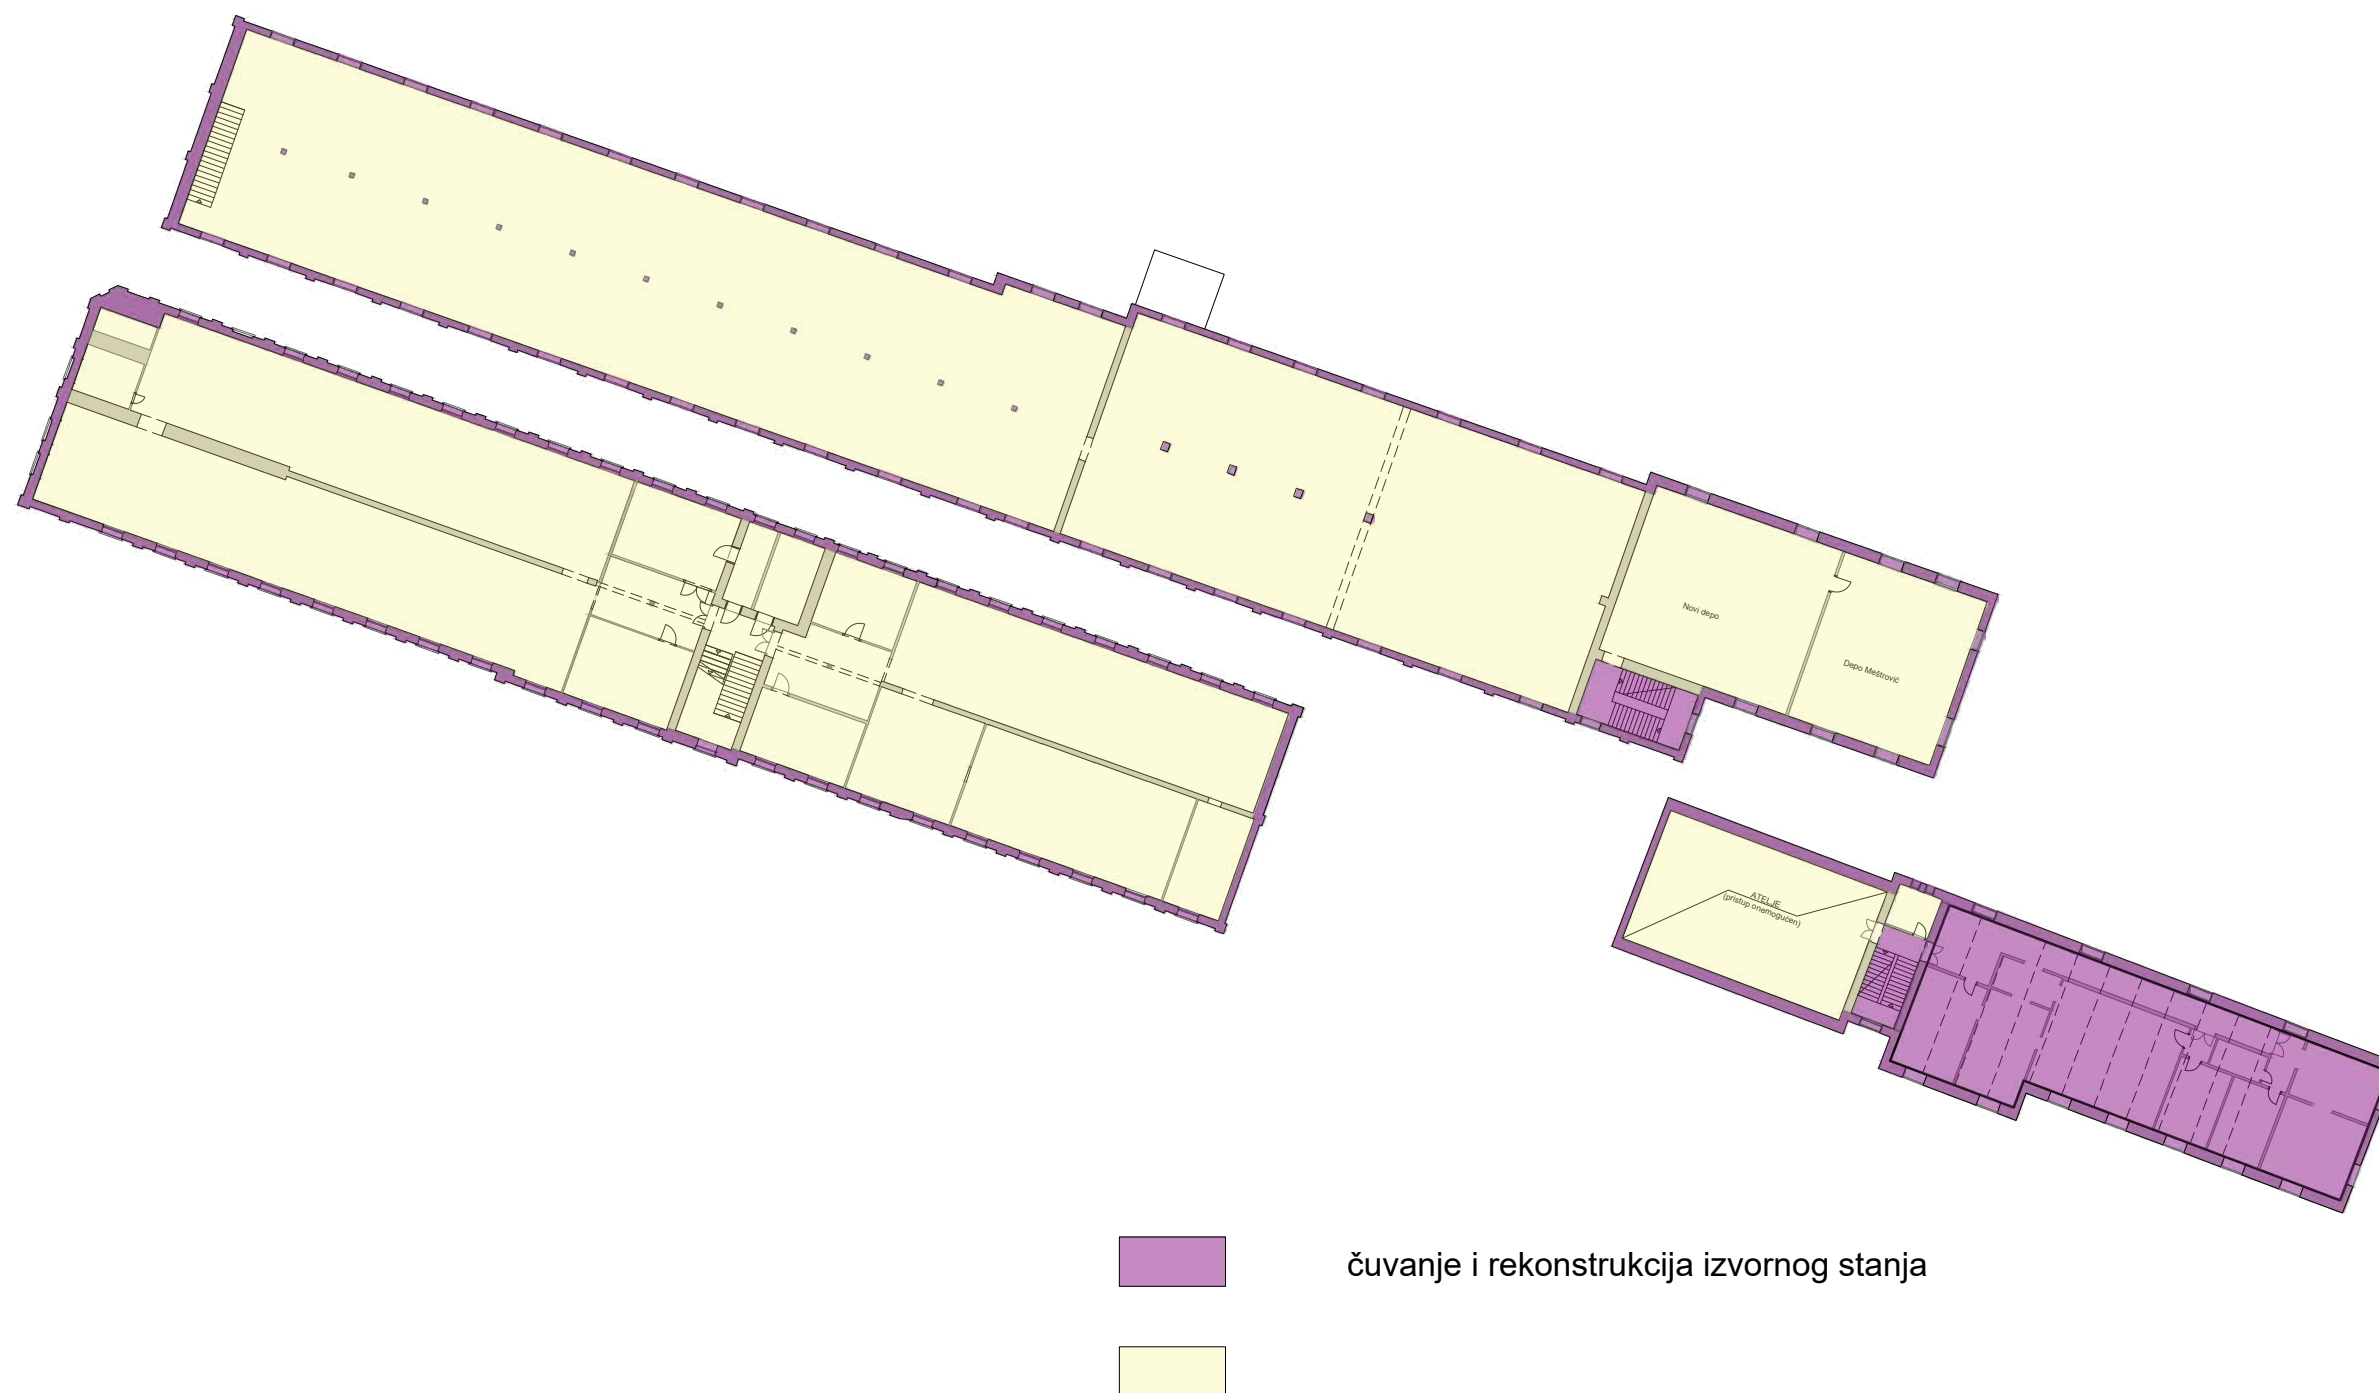 Novi depo
Depo Meštrović
ATELJE
(pristup onemogućen)
čuvanje i rekonstrukcija izvornog stanja